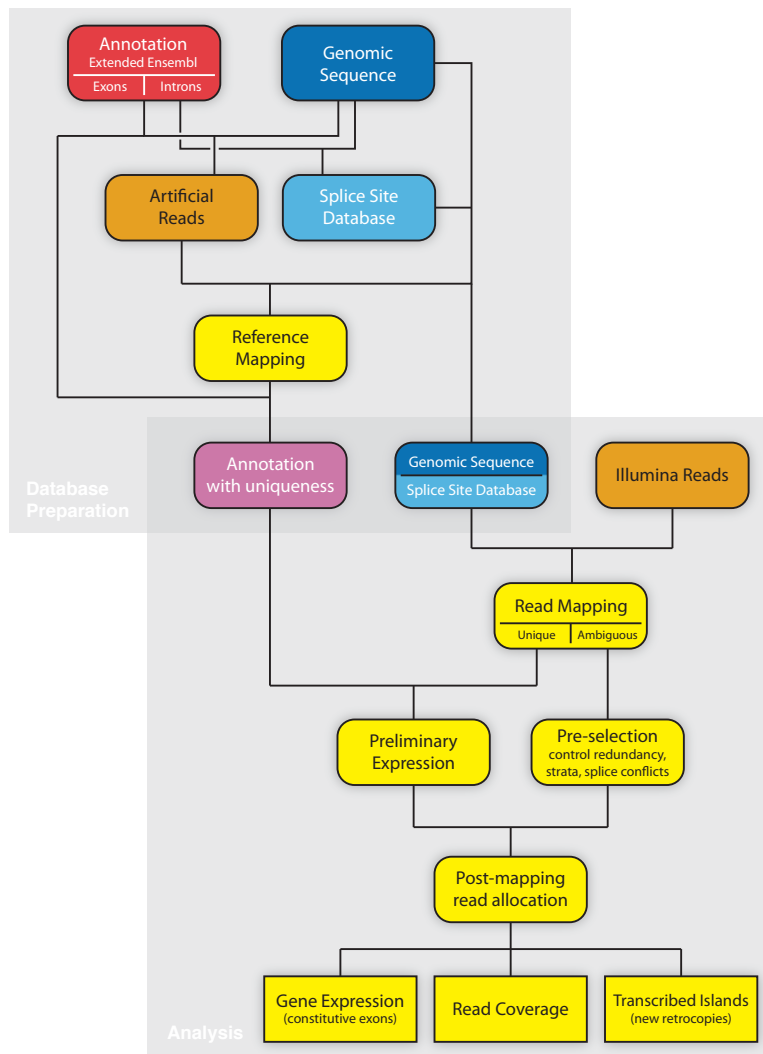 Annotation
Extended Ensembl
Exons
Introns
Genomic
Sequence
Artificial
Reads
Splice Site
Database
Reference
Mapping
Annotation
with uniqueness
Genomic Sequence
Splice Site Database
Illumina Reads
Database
Preparation
Read Mapping
Unique
Ambiguous
Preliminary
Expression
Pre-selection
control redundancy,
strata, splice conflicts
Post-mapping
read allocation
Gene Expression
(constitutive exons)
Read Coverage
Transcribed Islands
(new retrocopies)
Analysis